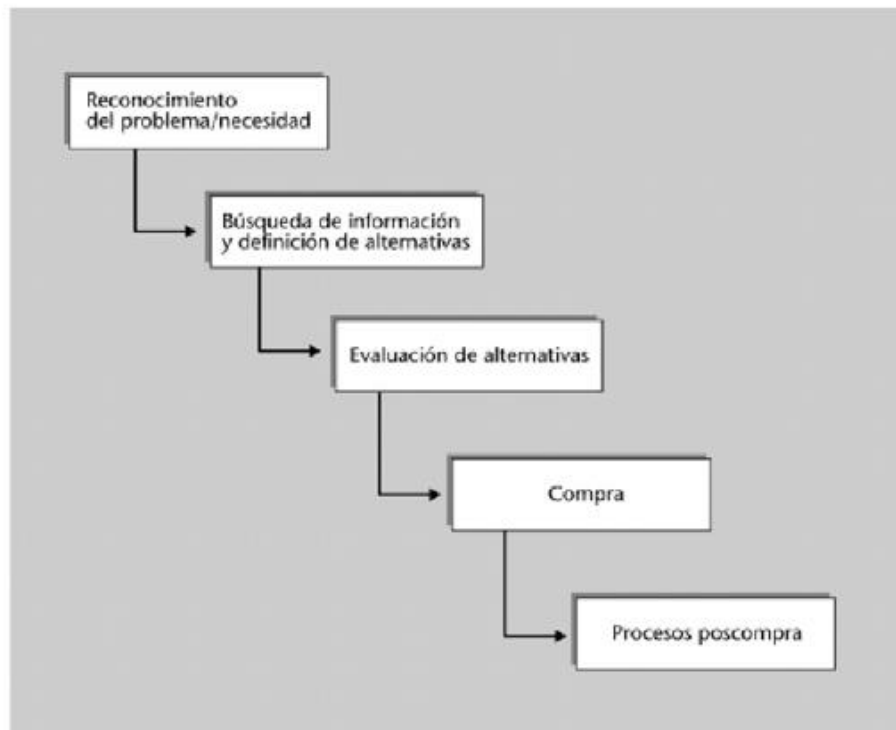 Reconocimiento
del problema/necesidad
Búsqueda de información
y definición de alternativas
Evaluación de alternativas
Compra
Procesos poscompra